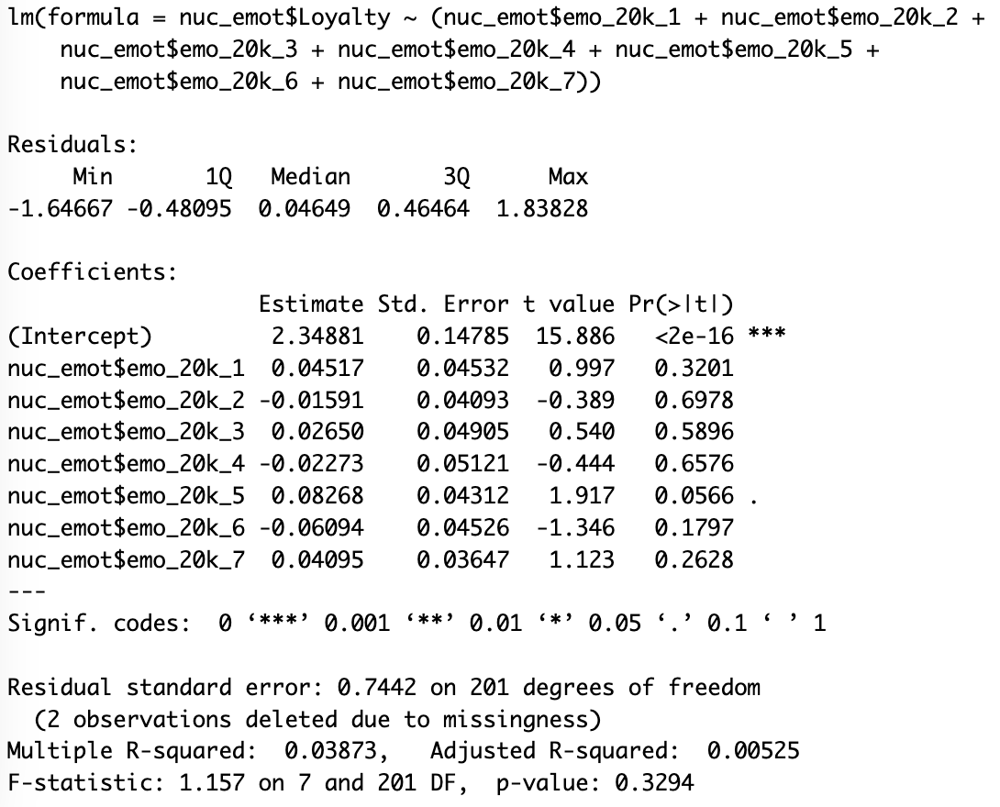 lm(formula = nuc_emot$Loyalty ~ (nuc_emot$emo_20k_1 + nuc_emot$emo_20k_2 +
    nuc_emot$emo_20k_3 + nuc_emot$emo_20k_4 + nuc_emot$emo_20k_5 +
    nuc_emot$emo_20k_6 + nuc_emot$emo_20k_7))

Residuals:
     Min       1Q   Median       3Q      Max
-1.64667 -0.48095  0.04649  0.46464  1.83828

Coefficients:
                   Estimate Std. Error t value Pr(>|t|)
(Intercept)         2.34881    0.14785  15.886   <2e-16 ***
nuc_emot$emo_20k_1  0.04517    0.04532   0.997   0.3201
nuc_emot$emo_20k_2 -0.01591    0.04093  -0.389   0.6978
nuc_emot$emo_20k_3  0.02650    0.04905   0.540   0.5896
nuc_emot$emo_20k_4 -0.02273    0.05121  -0.444   0.6576
nuc_emot$emo_20k_5  0.08268    0.04312   1.917   0.0566 .
nuc_emot$emo_20k_6 -0.06094    0.04526  -1.346   0.1797
nuc_emot$emo_20k_7  0.04095    0.03647   1.123   0.2628
---
Signif. codes:  0 ‘***’ 0.001 ‘**’ 0.01 ‘*’ 0.05 ‘.’ 0.1 ‘ ’ 1

Residual standard error: 0.7442 on 201 degrees of freedom
  (2 observations deleted due to missingness)
Multiple R-squared:  0.03873,   Adjusted R-squared:  0.00525
F-statistic: 1.157 on 7 and 201 DF,  p-value: 0.3294